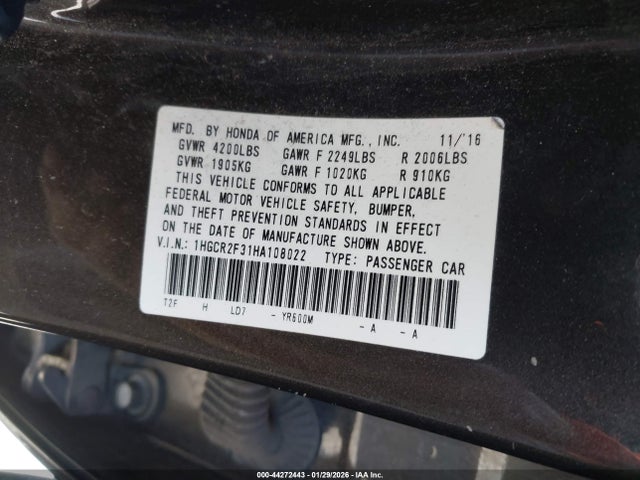 MFD. BY HONDA OF AMERICA MFG., INC. 11/'16
GVWR 4200LBS GAWR F 2249LBS R 2006LBS
GVWR 1905KG GAWR F 1020KG R 910KG
THIS VEHICLE CONFORMS TO ALL APPLICABLE
FEDERAL MOTOR VEHICLE SAFETY, BUMPER,
AND THEFT PREVENTION STANDARDS IN EFFECT
ON THE DATE OF MANUFACTURE SHOWN ABOVE.
V.I.N.: 1HGCR2F31HA108022 TYPE: PASSENGER CAR
T2F H LD7 - YR600M - A - A
000-44272443 | 01/29/2026 | IAA Inc.